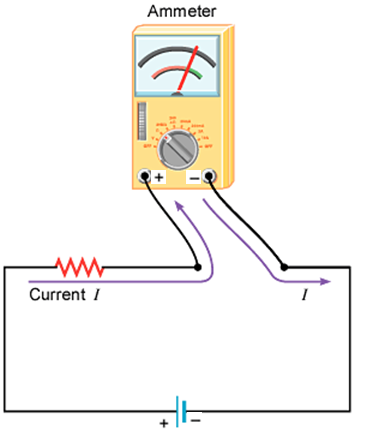 Ammeter
+ −
Current I
I
+ −